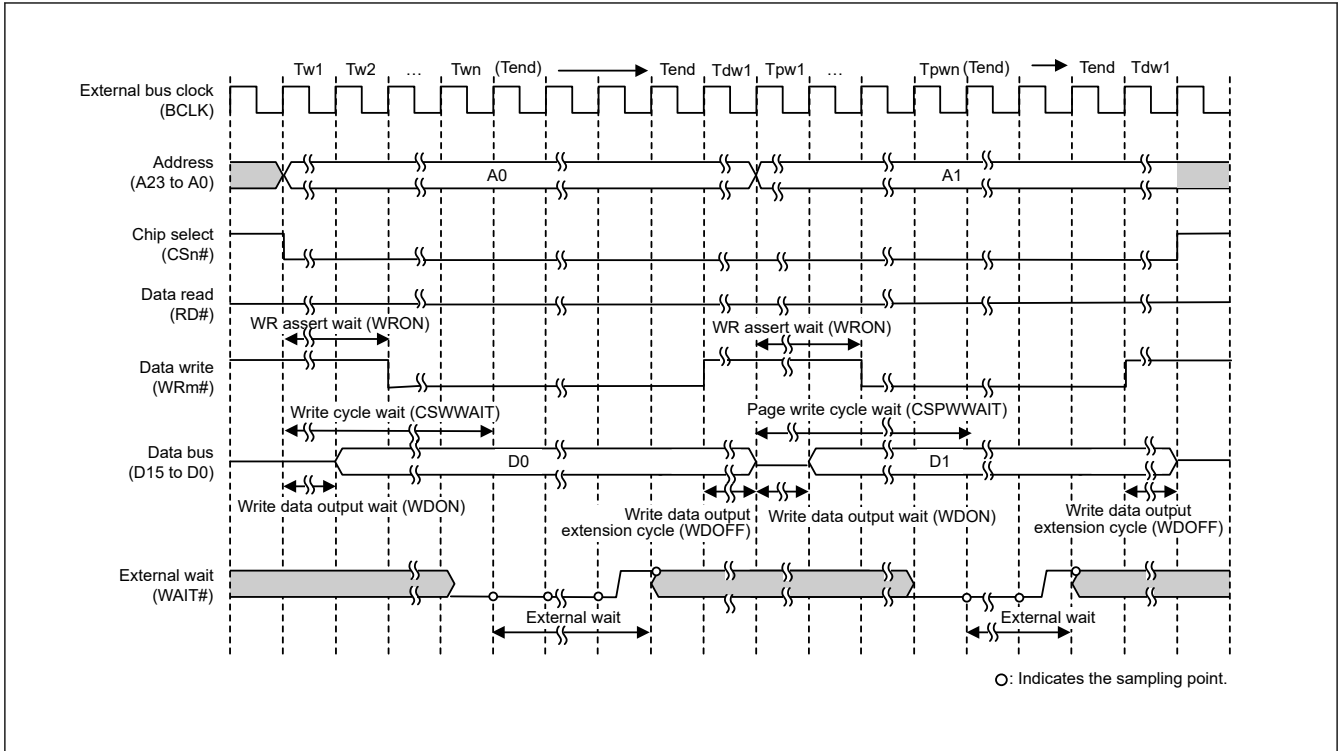 Tw1 Tw2 … Twn (Tend) Tend Tdw1 Tpw1 … Tpwn (Tend) Tend Tdw1
External bus clock
(BCLK)
Address
(A23 to A0)
A0 A1
Chip select
(CSn#)
Data read
(RD#)
WR assert wait (WRON) WR assert wait (WRON)
Data write
(WRm#)
Write cycle wait (CSWWAIT) Page write cycle wait (CSPWWAIT)
Data bus
(D15 to D0)
D0 D1
Write data output wait (WDON)
Write data output
extension cycle (WDOFF)
Write data output wait (WDON)
Write data output
extension cycle (WDOFF)
External wait
(WAIT#)
External wait External wait
: Indicates the sampling point.